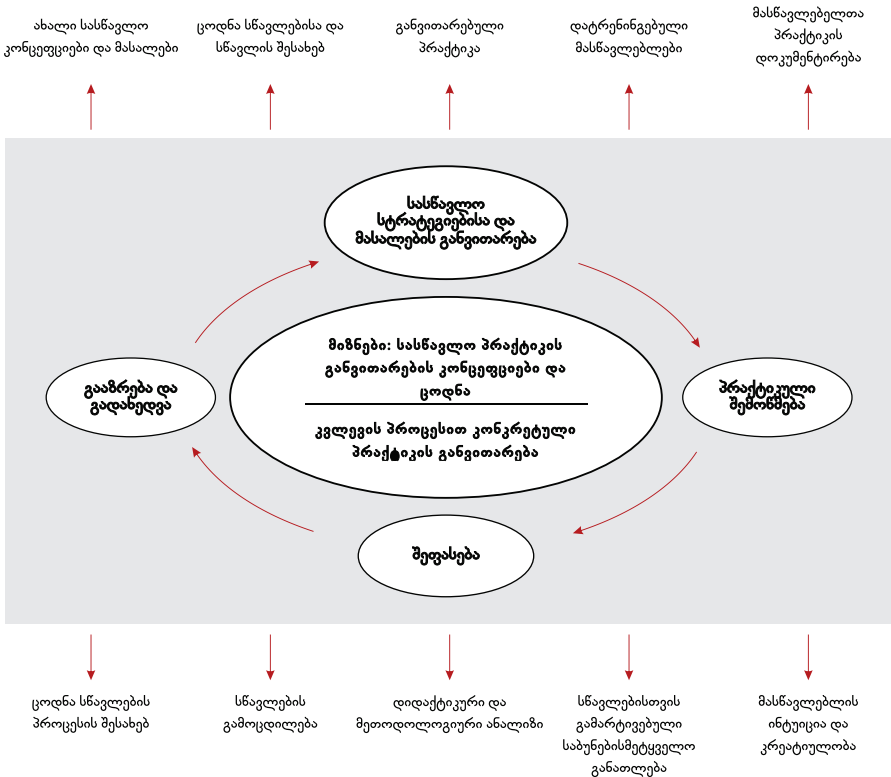 ახალი სასწავლო
კონცეფციები და მასალები
ცოდნა სწავლებისა და
სწავლის შესახებ
განვითარებული
პრაქტიკა
დატრენინგებული
მასწავლებლები
მასწავლებელთა
პრაქტიკის
დოკუმენტირება
სასწავლო
სტრატეგიებისა და
მასალების განვითარება
მიზნები: სასწავლო პრაქტიკის
განვითარების კონცეფციები და
ცოდნა
კვლევის პროცესით კონკრეტული
პრაქტიკის განვითარება
გააზრება და
გადახედვა
პრაქტიკული
შემოწმება
შეფასება
ცოდნა სწავლების
პროცესის შესახებ
სწავლების
გამოცდილება
დიდაქტიკური და
მეთოდოლოგიური ანალიზი
სწავლებისთვის
გამარტივებული
საბუნებისმეტყველო
განათლება
მასწავლებლის
ინტუიცია და
კრეატიულობა